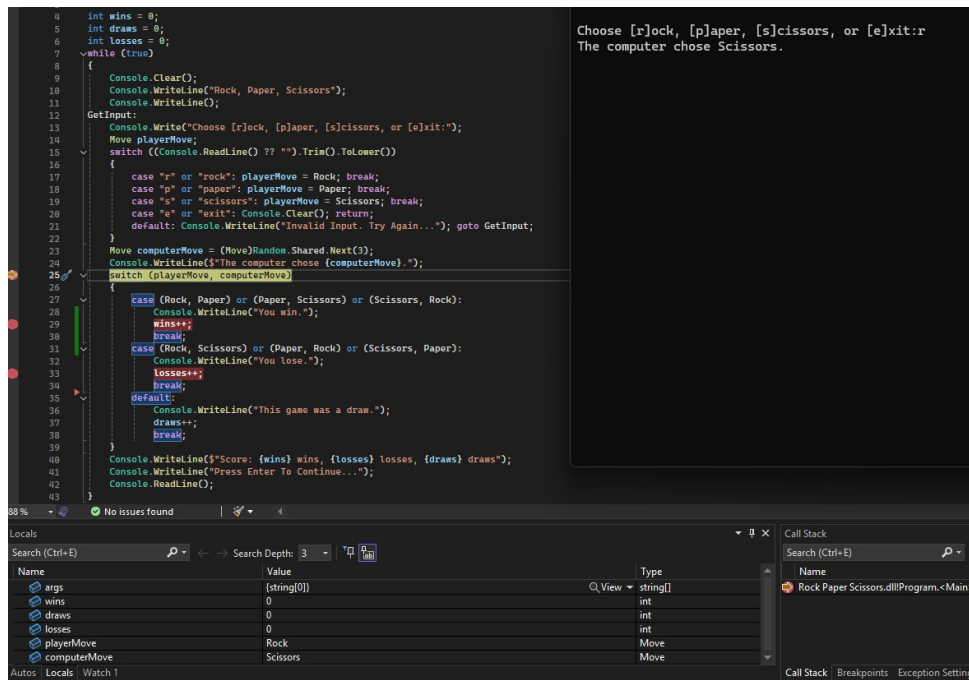 4 int wins = 0;
5 int draws = 0;
6 int losses = 0;
7 while (true)
8 {
9 Console.Clear();
10 Console.WriteLine("Rock, Paper, Scissors");
11 Console.WriteLine();
12 GetInput:
13 Console.Write("Choose [r]ock, [p]aper, [s]cissors, or [e]xit:");
14 Move playerMove;
15 switch ((Console.ReadLine() ?? "").Trim().ToLower())
16 {
17 case "r" or "rock": playerMove = Rock; break;
18 case "p" or "paper": playerMove = Paper; break;
19 case "s" or "scissors": playerMove = Scissors; break;
20 case "e" or "exit": Console.Clear(); return;
21 default: Console.WriteLine("Invalid Input. Try Again..."); goto GetInput;
22 }
23 Move computerMove = (Move)Random.Shared.Next(3);
24 Console.WriteLine($"The computer chose {computerMove}.");
25 switch (playerMove, computerMove)
26 {
27 case (Rock, Paper) or (Paper, Scissors) or (Scissors, Rock):
28 Console.WriteLine("You win.");
29 wins++;
30 break;
31 case (Rock, Scissors) or (Paper, Rock) or (Scissors, Paper):
32 Console.WriteLine("You lose.");
33 losses++;
34 break;
35 default:
36 Console.WriteLine("This game was a draw.");
37 draws++;
38 break;
39 }
40 Console.WriteLine($"Score: {wins} wins, {losses} losses, {draws} draws");
41 Console.WriteLine("Press Enter To Continue...");
42 Console.ReadLine();
43 }
Choose [r]ock, [p]aper, [s]cissors, or [e]xit:r
The computer chose Scissors.
88 % No issues found
Locals
Search (Ctrl+E) Search Depth: 3
Name Value Type
args {string[0]} View string[]
wins 0 int
draws 0 int
losses 0 int
playerMove Rock Move
computerMove Scissors Move
Autos Locals Watch 1
Call Stack
Search (Ctrl+E)
Name
Rock Paper Scissors.dll!Program.<Main
Call Stack Breakpoints Exception Settin